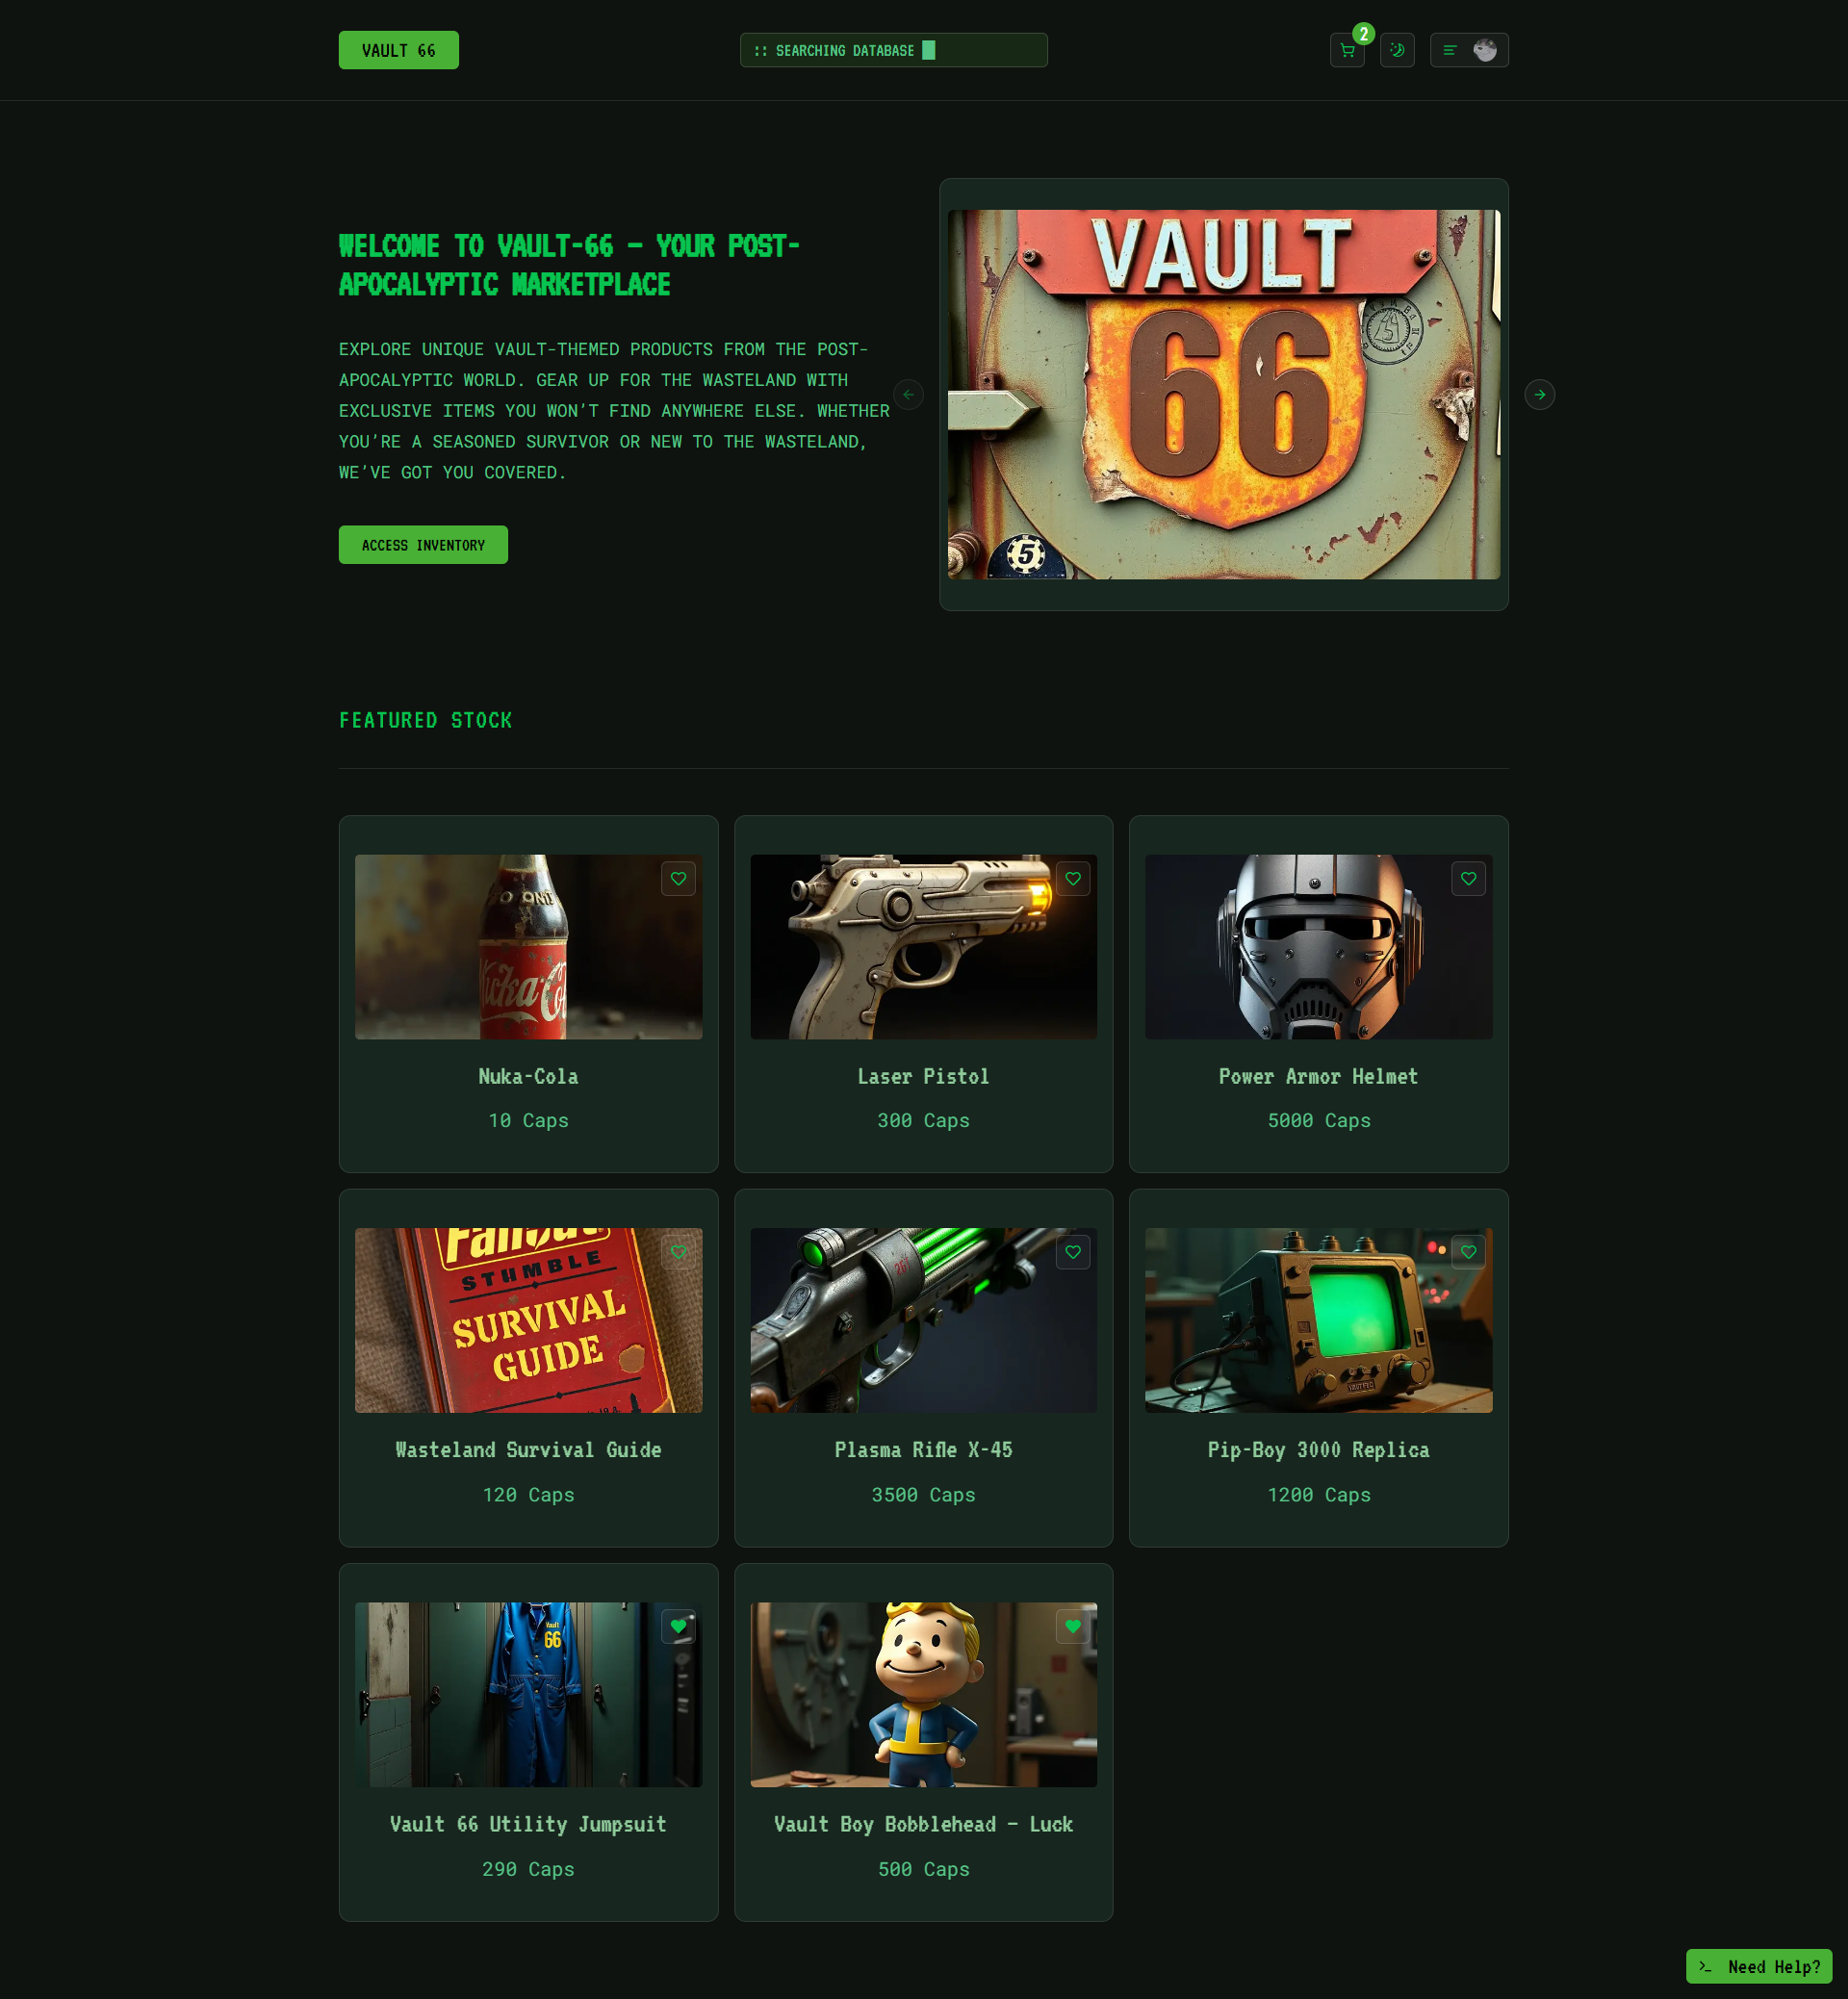 VAULT 66
:: SEARCHING DATABASE
2
WELCOME TO VAULT-66 – YOUR POST-
APOCALYPTIC MARKETPLACE
EXPLORE UNIQUE VAULT-THEMED PRODUCTS FROM THE POST-
APOCALYPTIC WORLD. GEAR UP FOR THE WASTELAND WITH
EXCLUSIVE ITEMS YOU WON’T FIND ANYWHERE ELSE. WHETHER
YOU’RE A SEASONED SURVIVOR OR NEW TO THE WASTELAND,
WE’VE GOT YOU COVERED.
ACCESS INVENTORY
VAULT
66
5
FEATURED STOCK
Nuka-Cola
10 Caps
Laser Pistol
300 Caps
Power Armor Helmet
5000 Caps
STUMBLE
SURVIVAL
GUIDE
Wasteland Survival Guide
120 Caps
Plasma Rifle X-45
3500 Caps
Pip-Boy 3000 Replica
1200 Caps
Vault
66
Vault 66 Utility Jumpsuit
290 Caps
Vault Boy Bobblehead – Luck
500 Caps
Need Help?